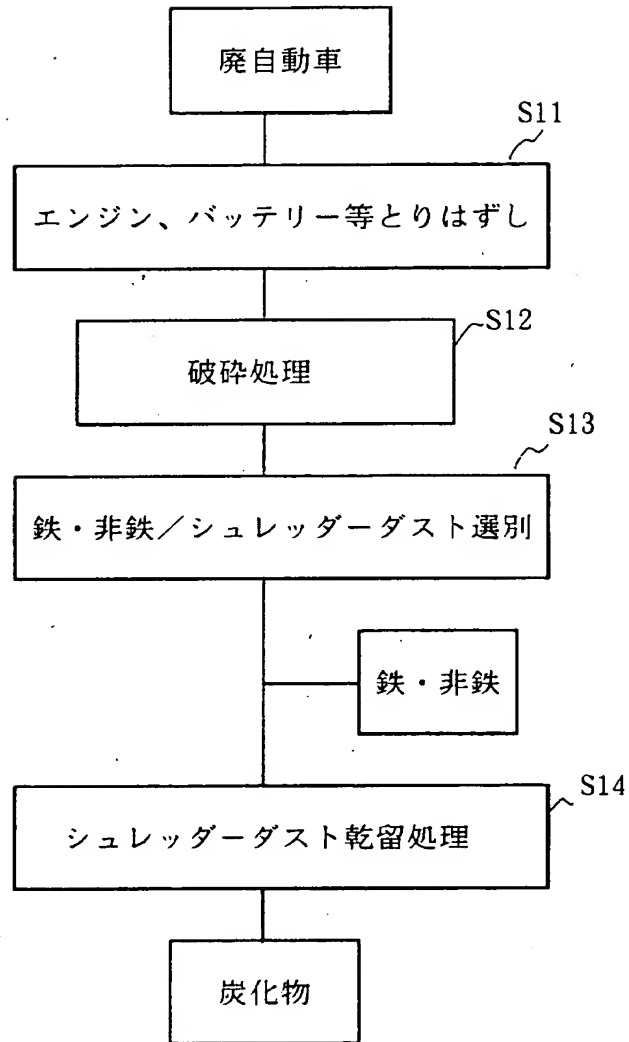 廃自動車
S11
エンジン、バッテリー等とりはずし
S12
破砕処理
S13
鉄・非鉄／シュレッダーダスト選別
鉄・非鉄
S14
シュレッダーダスト乾留処理
炭化物